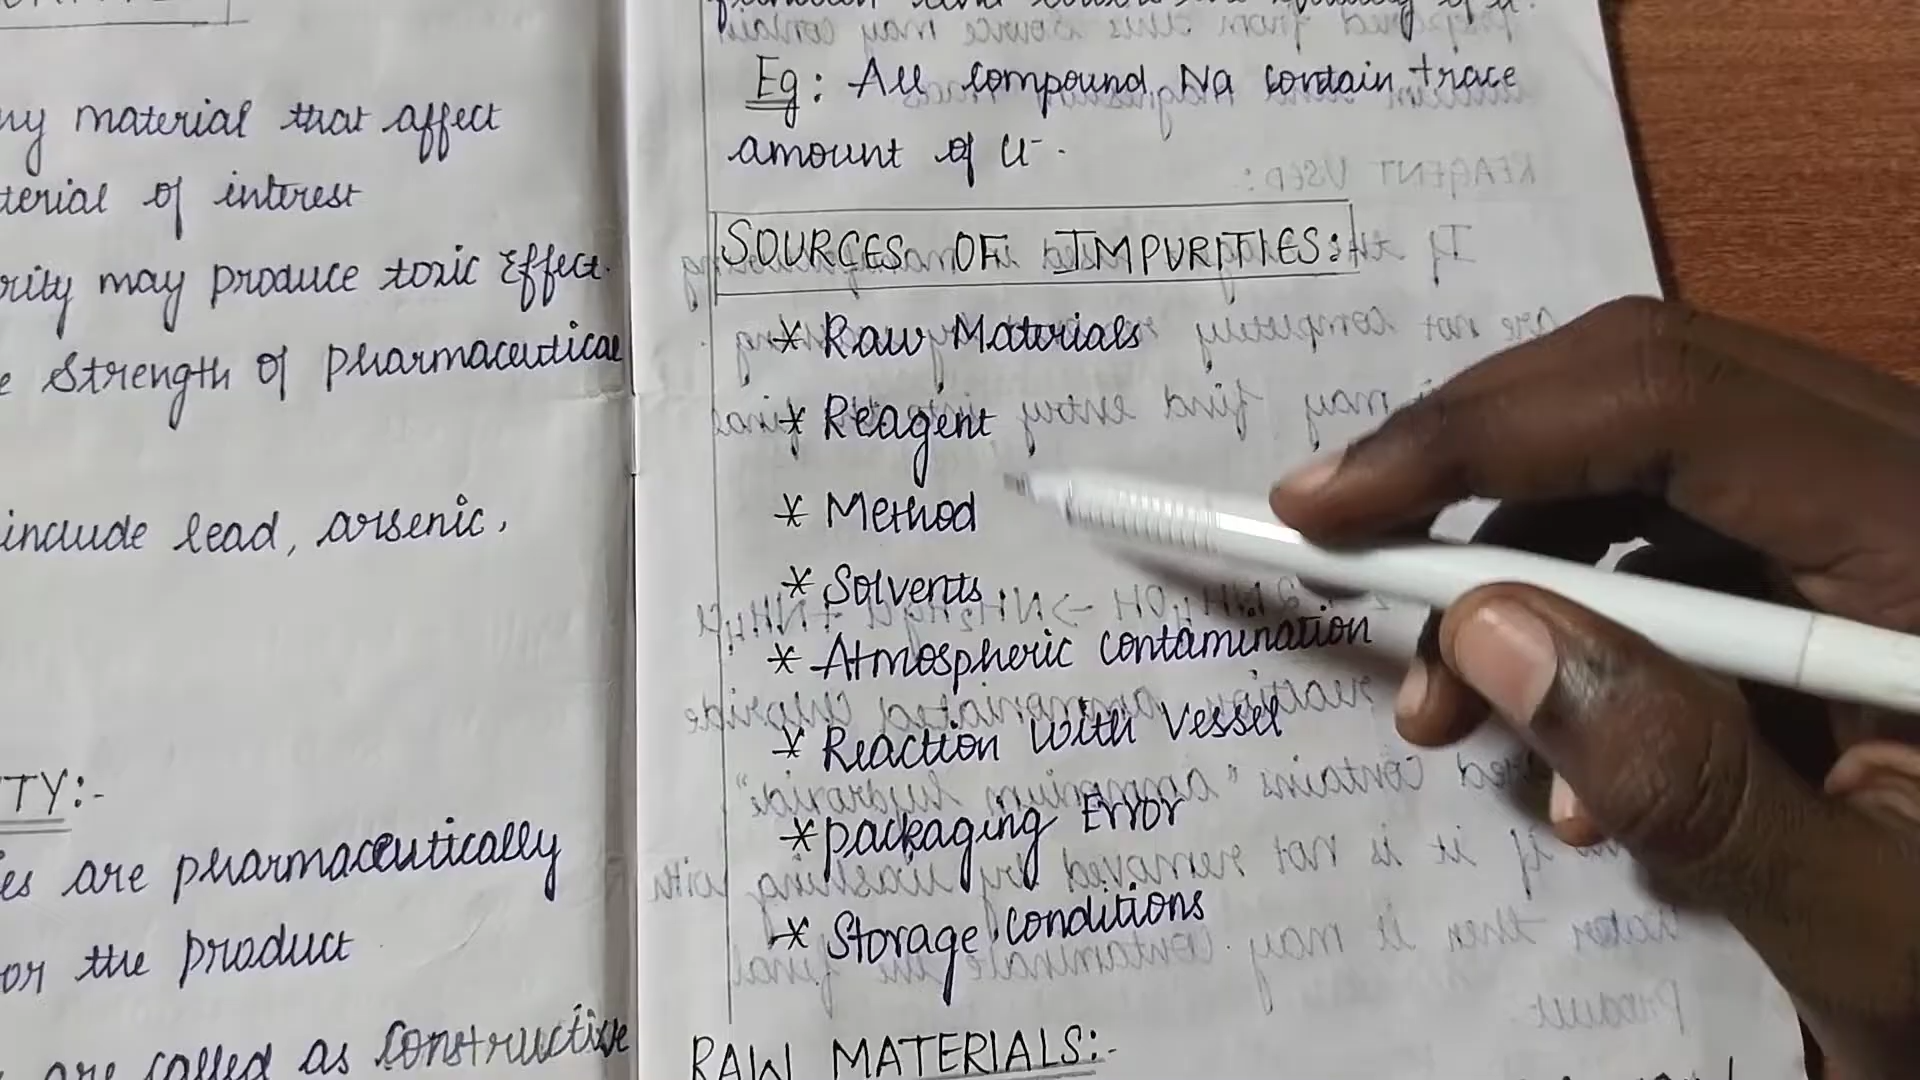 ny material that affect
terial of interest
rity may produce toxic Effect.
e Strength of pharmaceutical
include lead, arsenic,
TY:-
es are pharmaceutically
or the product
are called as constructive
Eg: All compound Na contain trace
amount of Cl-.
SOURCES OF IMPURITIES:
* Raw Materials
* Reagent
* Method
* Solvents
* Atmospheric contamination
* Reaction with Vessel
* packaging Error
* Storage conditions
RAW MATERIALS:-